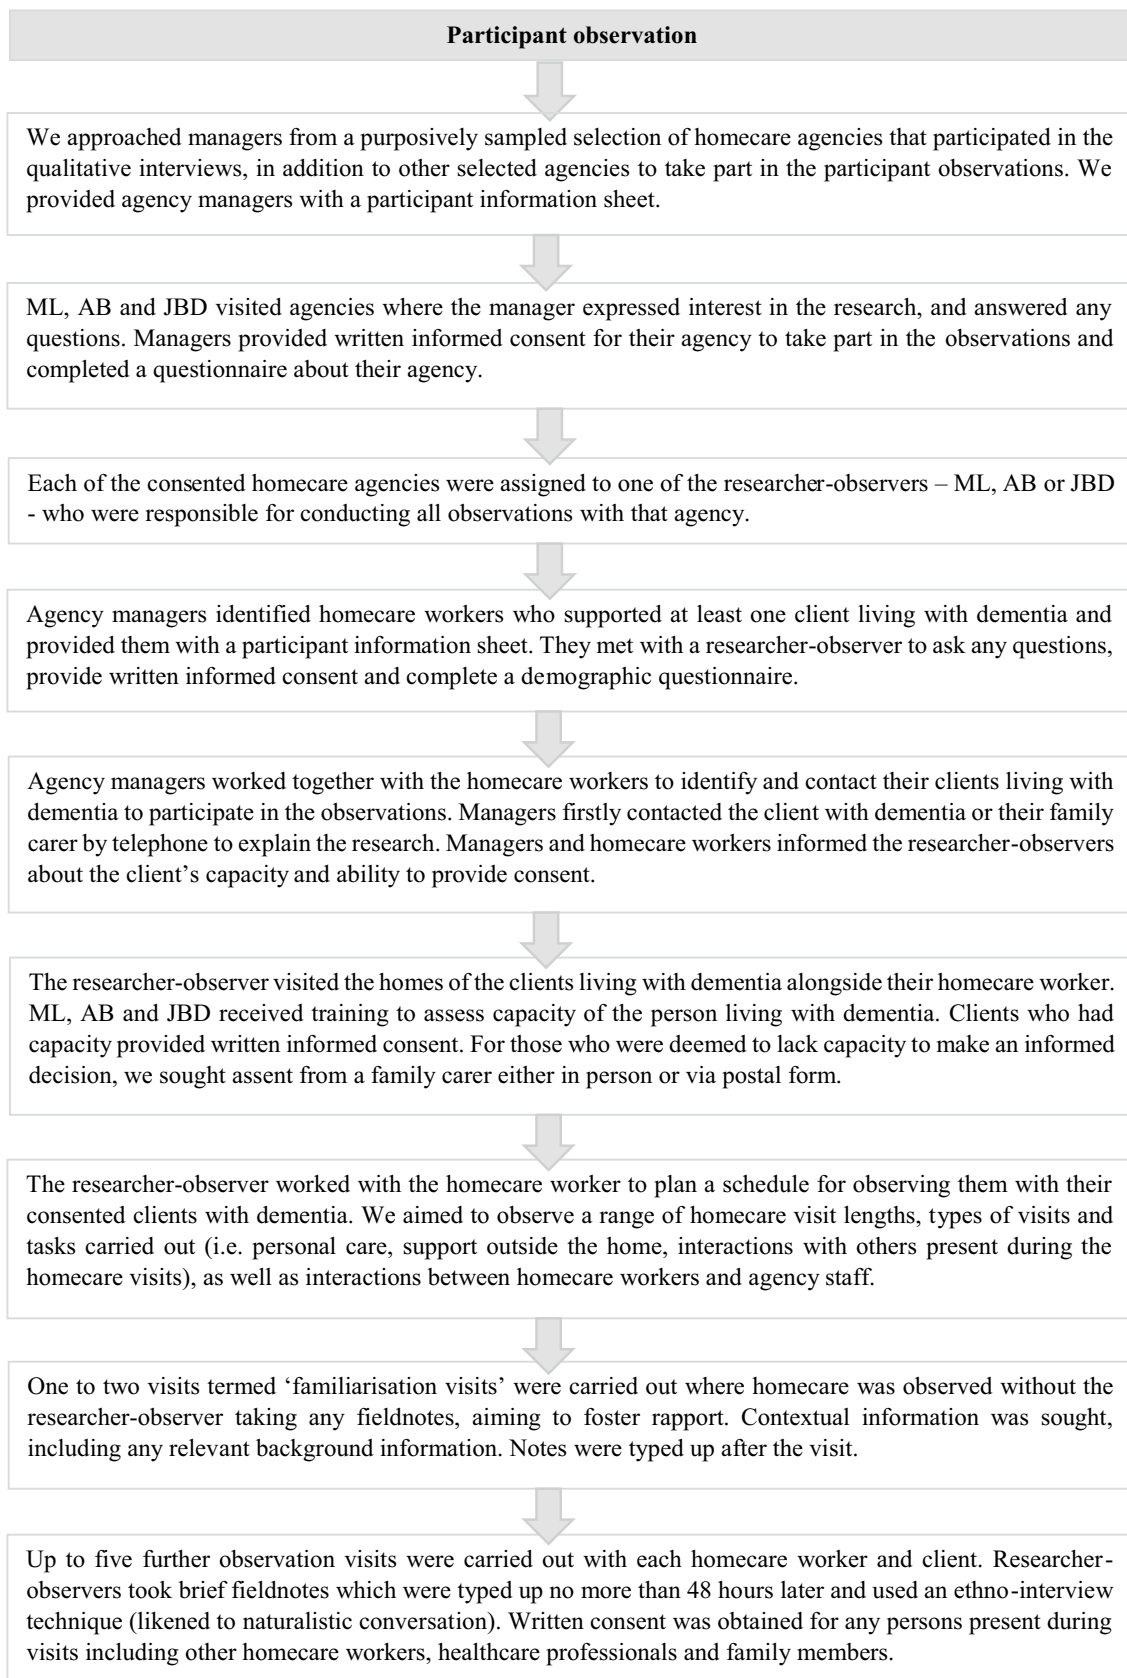 Participant observation
We approached managers from a purposively sampled selection of homecare agencies that participated in the
qualitative interviews, in addition to other selected agencies to take part in the participant observations. We
provided agency managers with a participant information sheet.
ML, AB and JBD visited agencies where the manager expressed interest in the research, and answered any
questions. Managers provided written informed consent for their agency to take part in the observations and
completed a questionnaire about their agency.
Each of the consented homecare agencies were assigned to one of the researcher-observers – ML, AB or JBD
- who were responsible for conducting all observations with that agency.
Agency managers identified homecare workers who supported at least one client living with dementia and
provided them with a participant information sheet. They met with a researcher-observer to ask any questions,
provide written informed consent and complete a demographic questionnaire.
Agency managers worked together with the homecare workers to identify and contact their clients living with
dementia to participate in the observations. Managers firstly contacted the client with dementia or their family
carer by telephone to explain the research. Managers and homecare workers informed the researcher-observers
about the client’s capacity and ability to provide consent.
The researcher-observer visited the homes of the clients living with dementia alongside their homecare worker.
ML, AB and JBD received training to assess capacity of the person living with dementia. Clients who had
capacity provided written informed consent. For those who were deemed to lack capacity to make an informed
decision, we sought assent from a family carer either in person or via postal form.
The researcher-observer worked with the homecare worker to plan a schedule for observing them with their
consented clients with dementia. We aimed to observe a range of homecare visit lengths, types of visits and
tasks carried out (i.e. personal care, support outside the home, interactions with others present during the
homecare visits), as well as interactions between homecare workers and agency staff.
One to two visits termed ‘familiarisation visits’ were carried out where homecare was observed without the
researcher-observer taking any fieldnotes, aiming to foster rapport. Contextual information was sought,
including any relevant background information. Notes were typed up after the visit.
Up to five further observation visits were carried out with each homecare worker and client. Researcher-
observers took brief fieldnotes which were typed up no more than 48 hours later and used an ethno-interview
technique (likened to naturalistic conversation). Written consent was obtained for any persons present during
visits including other homecare workers, healthcare professionals and family members.